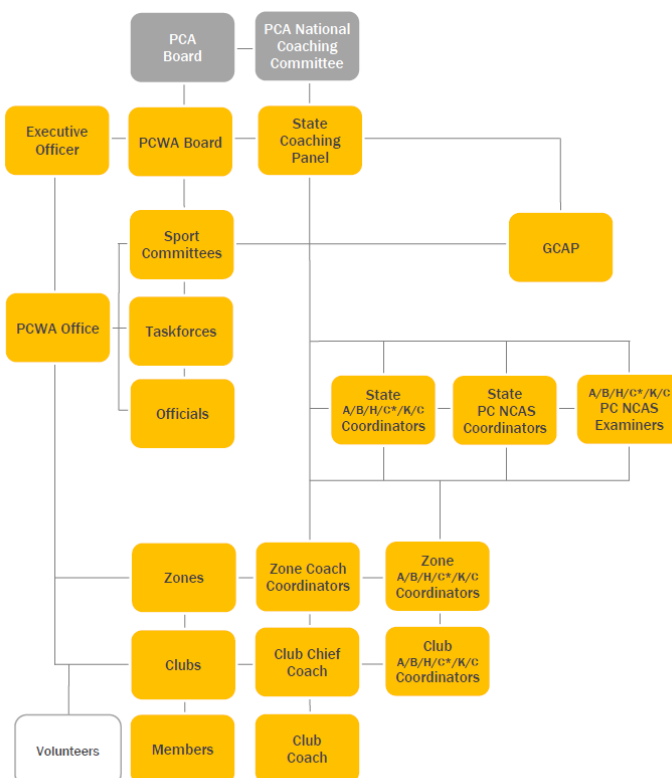 PCA
Board
PCA National
Coaching
Committee
Executive
Officer
PCWA Board
State
Coaching
Panel
Sport
Committees
GCAP
PCWA Office
Taskforces
Officials
State
A/B/H/C*/K/C
Coordinators
State
PC NCAS
Coordinators
A/B/H/C*/K/C
PC NCAS
Examiners
Zones
Zone Coach
Coordinators
Zone
A/B/H/C*/K/C
Coordinators
Clubs
Club Chief
Coach
Club
A/B/H/C*/K/C
Coordinators
Volunteers
Members
Club
Coach